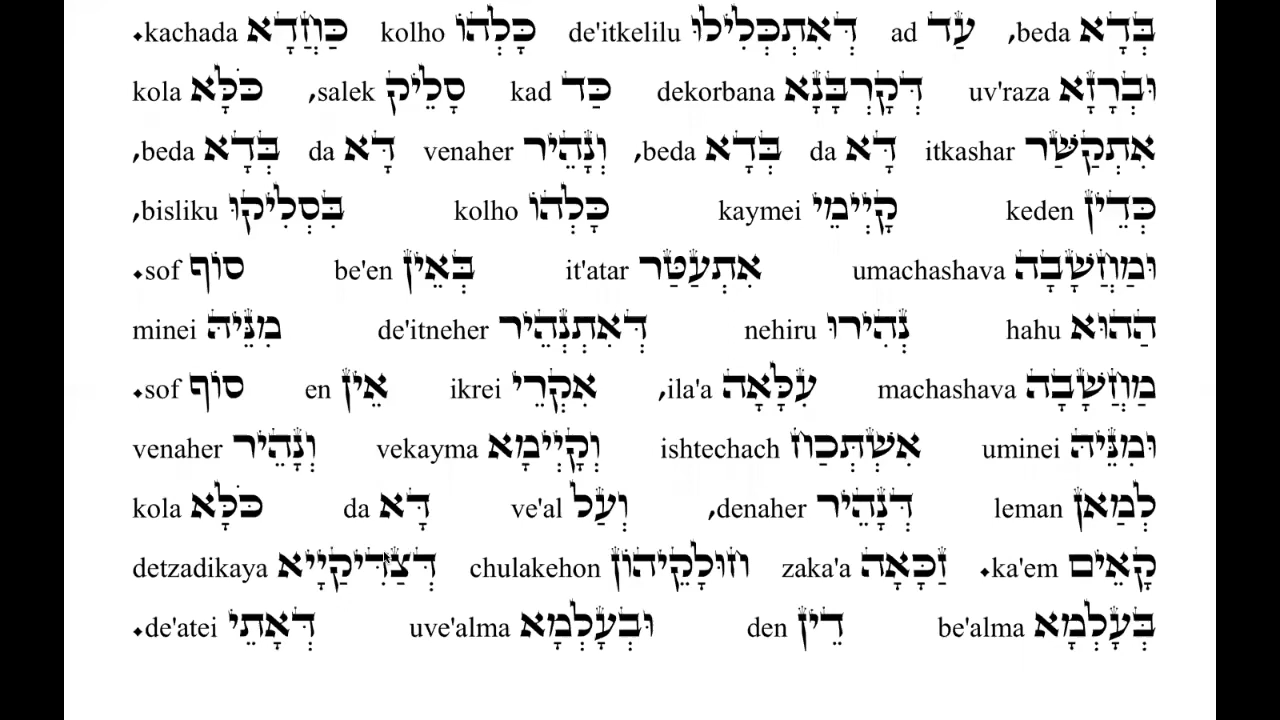 בְּדָא beda, עַד ad דְּאִתְכְּלִילוּ de'itkelilu כָּלְהוֹ kolho כַּחֲדָא kachada.
וּבְרָזָא uv'raza דְּקָרְבָּנָא dekorbana כַּד kad סָלֵיק salek, כֹּלָּא kola
אִתְקַשַּׁר itkashar דָּא da בְּדָא beda, וְנָהֵיר venaher דָּא da בְּדָא beda,
כְּדֵין keden קָיְימֵי kaymei כָּלְהוֹ kolho בִּסְלִיקוּ bisliku,
וּמַחֲשָׁבָה umachashava אִתְעַטַּר it'atar בְּאֵין be'en סוֹף sof.
הַהוּא hahu נְהִירוּ nehiru דְּאִתְנְהֵיר de'itneher מִנֵּיהּ minei
מַחֲשָׁבָה machashava עִלָּאָה ila'a, אִקְרֵי ikrei אֵין en סוֹף sof.
וּמִנֵּיהּ uminei אִשְׁתְּכַח ishtechach וְקָיְימָא vekayma וְנָהֵיר venaher
לְמַאן leman דְּנָהֵיר denaher, וְעַל ve'al דָּא da כֹּלָּא kola
קָאֵים ka'em. זַכָּאָה zaka'a חוּלָקֵיהוֹן chulakehon דְּצַדִּיקַיָּיא detzadikaya
בְּעָלְמָא be'alma דֵּין den וּבְעָלְמָא uve'alma דְּאָתֵי de'atei.